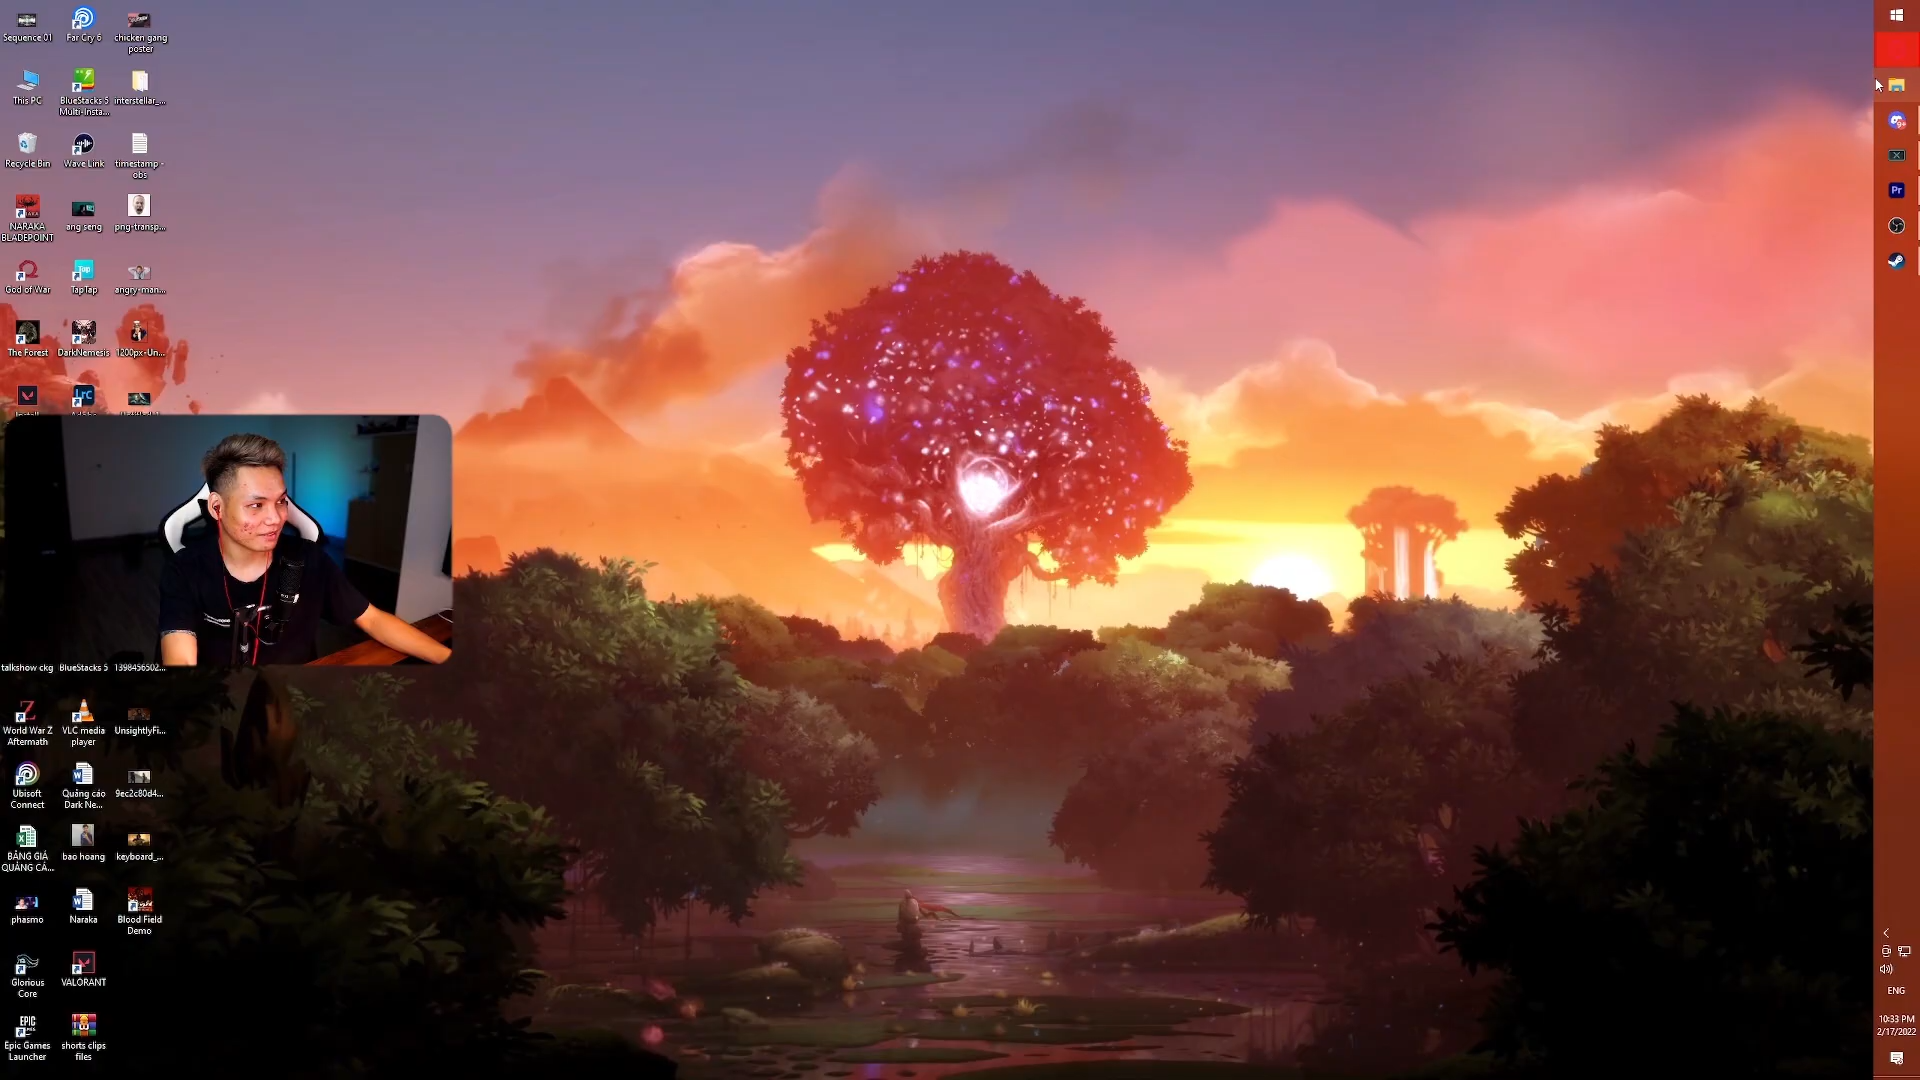 Sequence 01
Far Cry 6
chicken gang
poster
This PC
BlueStacks 5
Multi-Insta...
interstellar_...
Recycle Bin
Wave Link
timestamp -
obs
NARAKA
BLADEPOINT
ang seng
png-transp...
God of War
TapTap
angry-man...
The Forest
DarkNemesis
1200px-Un...
talkshow ckg
BlueStacks 5
1398456502...
World War Z
Aftermath
VLC media
player
UnsightlyFi...
Ubisoft
Connect
Quảng cáo
Dark Ne...
9ec2c80d4...
BẢNG GIÁ
QUẢNG CÁ...
bao hoang
keyboard_...
phasmo
Naraka
Blood Field
Demo
Glorious
Core
VALORANT
Epic Games
Launcher
shorts clips
files
Pr
ENG
10:33 PM
2/17/2022